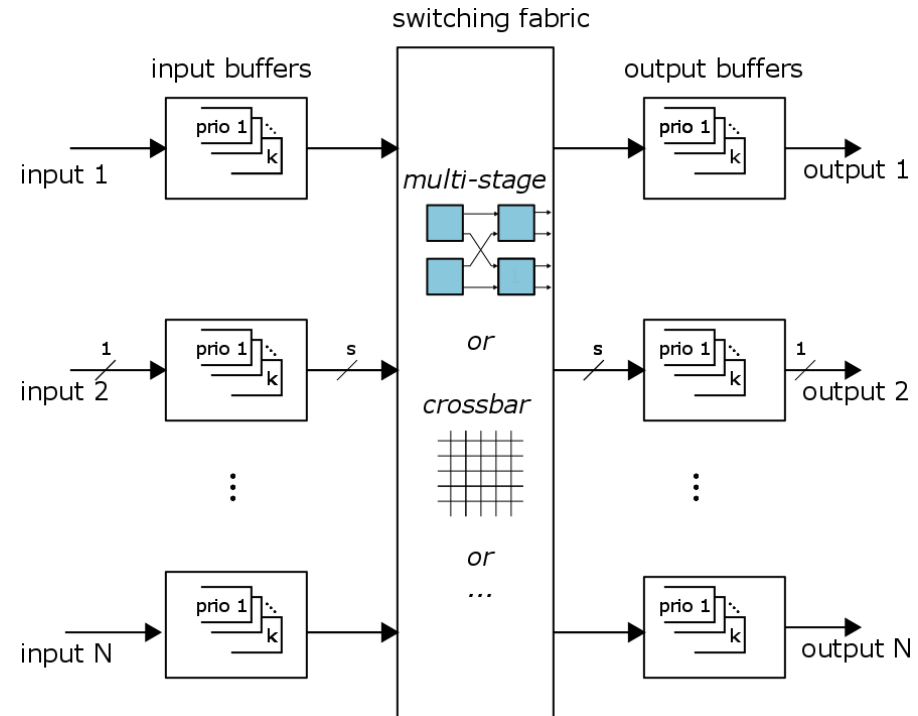 switching fabric
input buffers
output buffers
prio 1
k
prio 1
k
input 1
output 1
multi-stage
or
1
prio 1
k
s
s
prio 1
k
1
input 2
output 2
crossbar
or
...
prio 1
k
prio 1
k
input N
output N